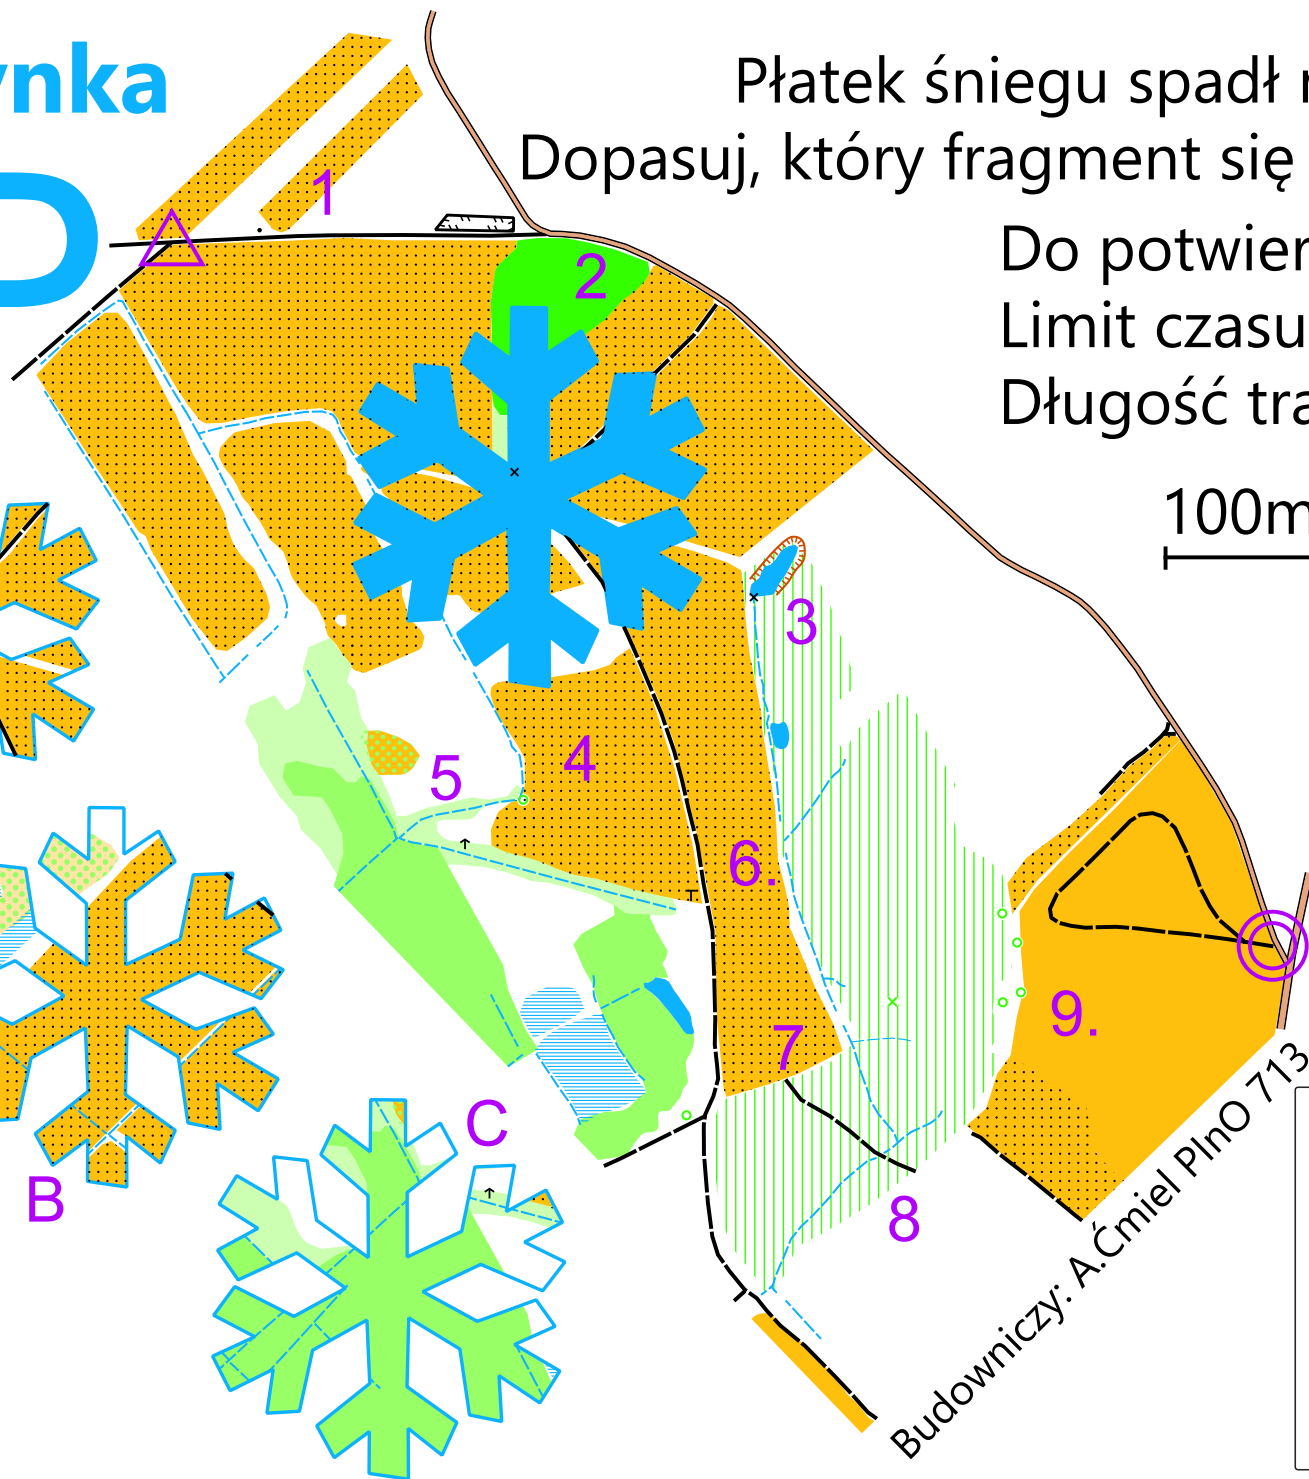 ynka
Płatek śniegu spadł
Dopasuj, który fragment się
Do potwier
Limit czasu
Długość tra
100m
1
2
3
4
5
6.
7
8
9.
B
C
Budowniczy: A.Ćmiel PInO 713